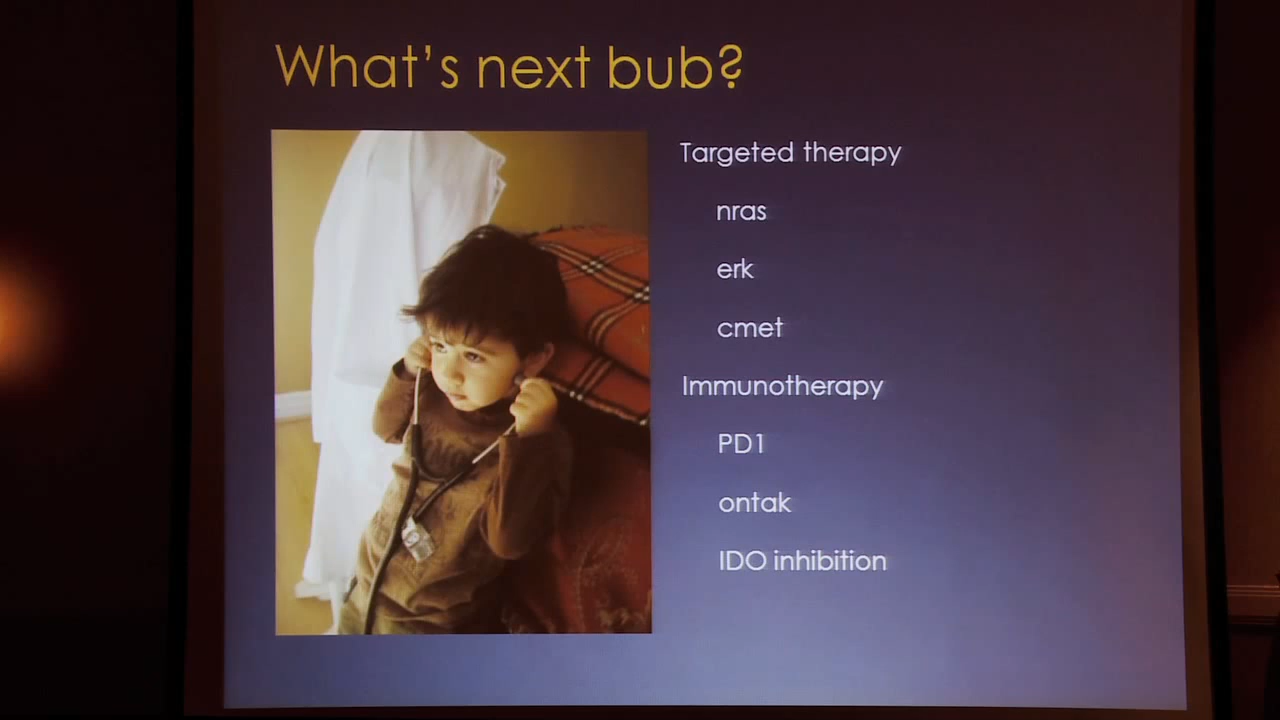 What's next bub?
Targeted therapy
nras
erk
cmet
Immunotherapy
PD1
ontak
IDO inhibition